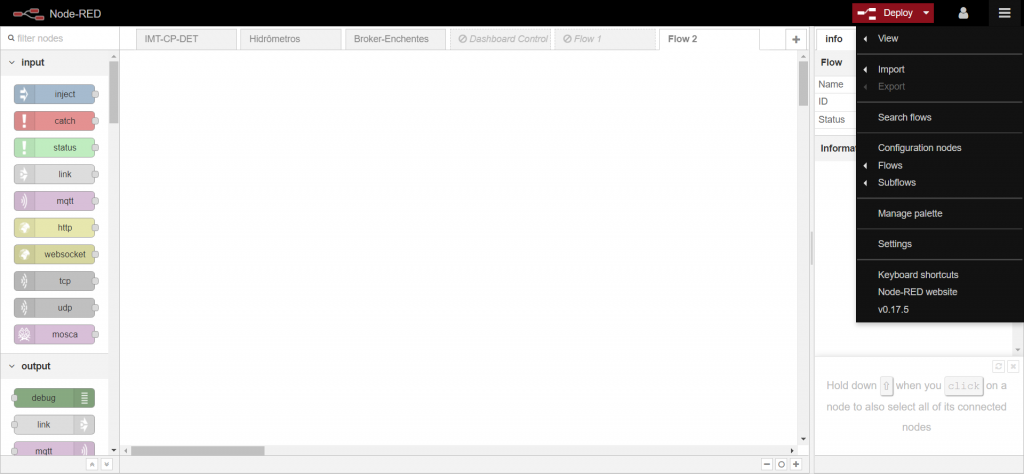 Node-RED
Deploy
filter nodes
IMT-CP-DET
Hidrômetros
Broker-Enchentes
Dashboard Control
Flow 1
Flow 2
+
input
inject
catch
status
link
mqtt
http
websocket
tcp
udp
mosca
output
debug
link
mqtt
info
Flow
Name
ID
Status
View
Import
Export
Search flows
Configuration nodes
Flows
Subflows
Manage palette
Settings
Keyboard shortcuts
Node-RED website
v0.17.5
Hold down ⇧ when you click on a
node to also select all of its connected
nodes